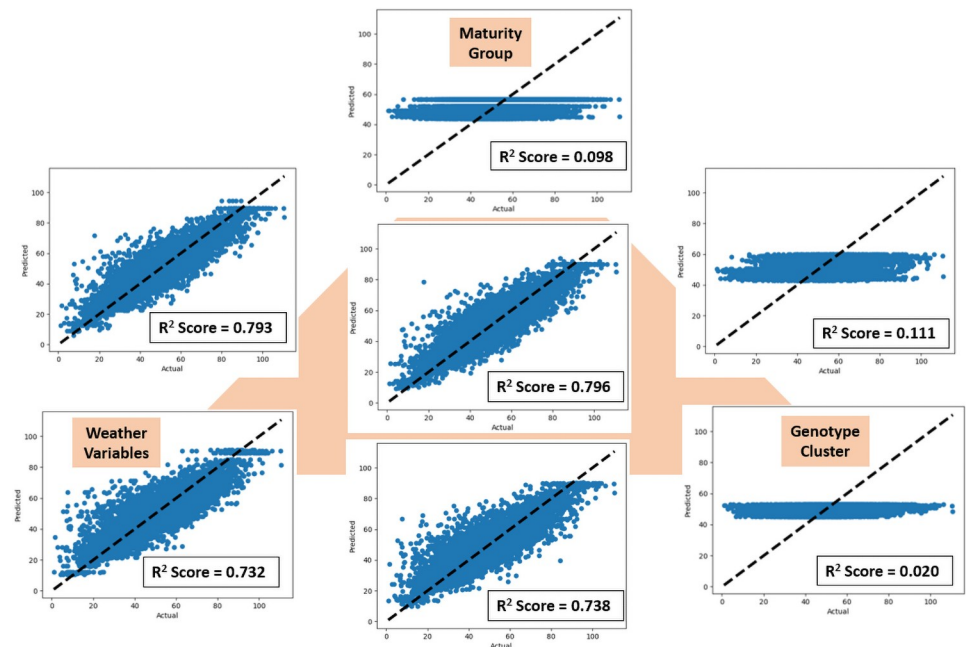 Maturity
Group
100
80
60
40
20
0
Predicted
R² Score = 0.098
0 20 40 60 80 100
Actual
100
80
60
40
20
0
Predicted
R² Score = 0.793
0 20 40 60 80 100
Actual
100
80
60
40
20
0
Predicted
R² Score = 0.796
0 20 40 60 80 100
Actual
100
80
60
40
20
0
Predicted
R² Score = 0.111
0 20 40 60 80 100
Actual
Weather
Variables
100
80
60
40
20
0
Predicted
R² Score = 0.732
0 20 40 60 80 100
Actual
100
80
60
40
20
0
Predicted
R² Score = 0.738
0 20 40 60 80 100
Actual
Genotype
Cluster
100
80
60
40
20
0
Predicted
R² Score = 0.020
0 20 40 60 80 100
Actual